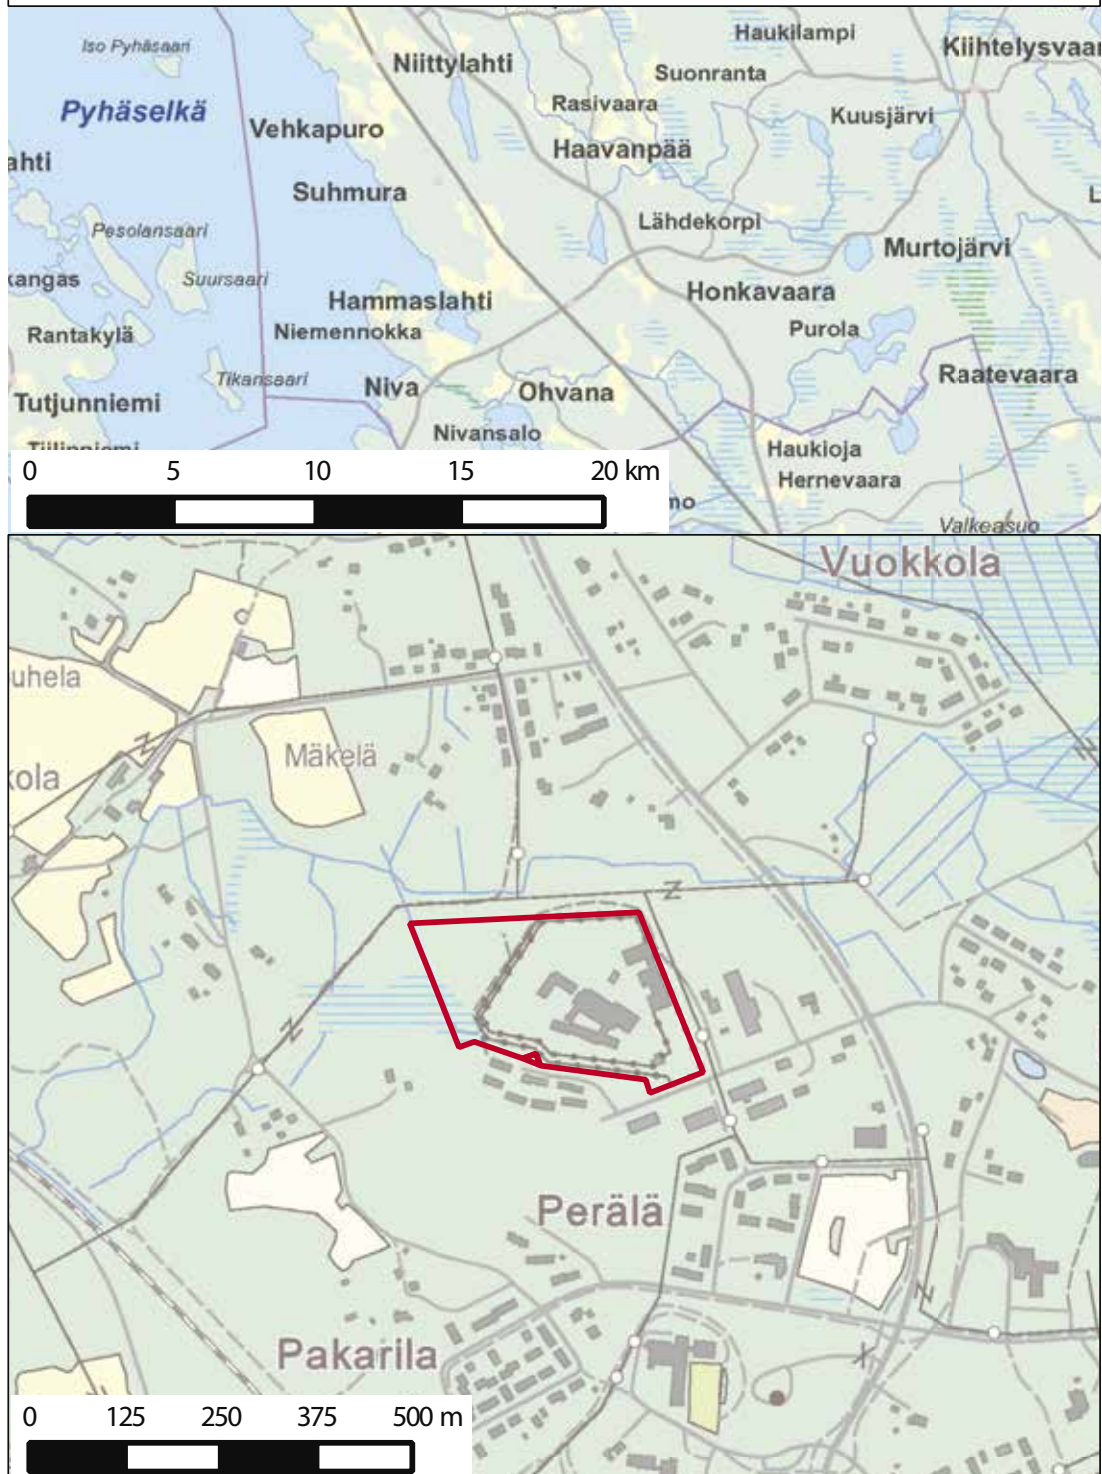 Iso Pyhäsaari
Haukilampi
Niittylahti
Kiihtelysvaar
Suonranta
Pyhäselkä
Rasivaara
Kuusjärvi
Vehkapuro
Haavanpää
ahti
Suhmura
Lähdekorpi
L
Pesolansaari
Murtojärvi
kangas
Suursaari
Hammaslahti
Honkavaara
Rantakylä
Niemennokka
Purola
Tikansaari
Niva
Ohvana
Raatevaara
Tutjunniemi
Nivansalo
Tiilinniemi
Haukioja
0 5 10 15 20 km
Hernevaara
mo
Valkeasuo
Vuokkola
uhela
Mäkelä
kola
Perälä
Pakarila
0 125 250 375 500 m